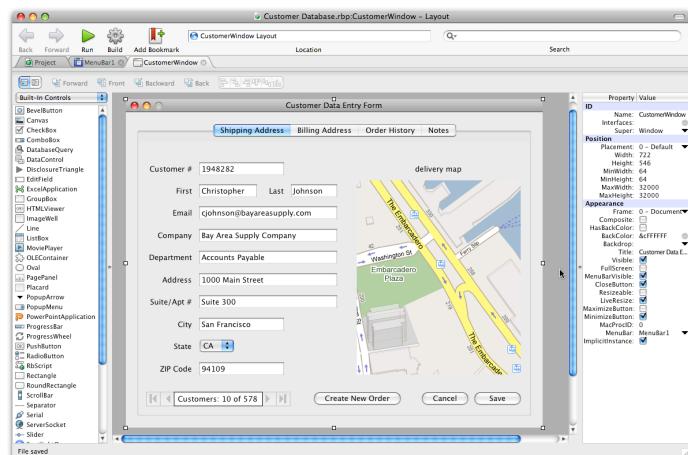 Customer Database.rbp:CustomerWindow – Layout
Back Forward Run Build Add Bookmark
CustomerWindow Layout
Location
Search
Project MenuBar1 CustomerWindow
Forward Front Backward Back
Built-In Controls
BevelButton
Canvas
CheckBox
ComboBox
DatabaseQuery
DataControl
DisclosureTriangle
EditField
ExcelApplication
GroupBox
HTMLViewer
ImageWell
Line
ListBox
MoviePlayer
OLEContainer
Oval
PagePanel
Placard
PopupArrow
PopupMenu
PowerPointApplication
ProgressBar
ProgressWheel
PushButton
RadioButton
RbScript
Rectangle
RoundRectangle
ScrollBar
Separator
Serial
ServerSocket
Slider
File saved
Customer Data Entry Form
Shipping Address Billing Address Order History Notes
Customer # 1948282
First Christopher Last Johnson
Email cjohnson@bayareasupply.com
Company Bay Area Supply Company
Department Accounts Payable
Address 1000 Main Street
Suite/Apt # Suite 300
City San Francisco
State CA
ZIP Code 94109
delivery map
The Embarcadero
Washington St
Ferry Stn
Embarcadero
Plaza
The Embarcadero
Customers: 10 of 578
Create New Order Cancel Save
Property Value
ID
Name: CustomerWindow
Interfaces:
Super: Window
Position
Placement: 0 – Default
Width: 722
Height: 546
MinWidth: 64
MinHeight: 64
MaxWidth: 32000
MaxHeight: 32000
Appearance
Frame: 0 – Document
Composite:
HasBackColor:
BackColor: &cFFFFFF
Backdrop:
Title: Customer Data E...
Visible:
FullScreen:
MenuBarVisible:
CloseButton:
Resizeable:
LiveResize:
MaximizeButton:
MinimizeButton:
MacProcID: 0
MenuBar: MenuBar1
ImplicitInstance: